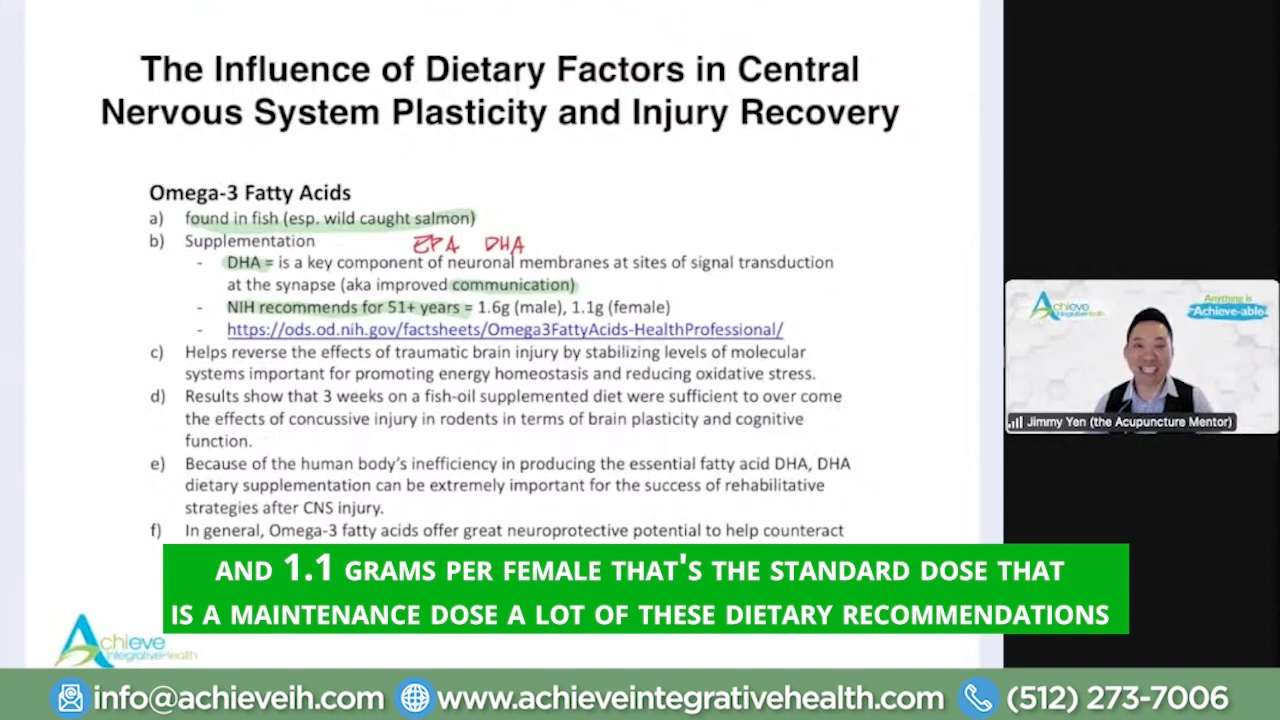 The Influence of Dietary Factors in Central
Nervous System Plasticity and Injury Recovery
Omega-3 Fatty Acids
a) found in fish (esp. wild caught salmon)
b) Supplementation
EPA DHA
- DHA = is a key component of neuronal membranes at sites of signal transduction
at the synapse (aka improved communication)
- NIH recommends for 51+ years = 1.6g (male), 1.1g (female)
- https://ods.od.nih.gov/factsheets/Omega3FattyAcids-HealthProfessional/
c) Helps reverse the effects of traumatic brain injury by stabilizing levels of molecular
systems important for promoting energy homeostasis and reducing oxidative stress.
d) Results show that 3 weeks on a fish-oil supplemented diet were sufficient to over come
the effects of concussive injury in rodents in terms of brain plasticity and cognitive
function.
e) Because of the human body's inefficiency in producing the essential fatty acid DHA, DHA
dietary supplementation can be extremely important for the success of rehabilitative
strategies after CNS injury.
f) In general, Omega-3 fatty acids offer great neuroprotective potential to help counteract
AND 1.1 GRAMS PER FEMALE THAT'S THE STANDARD DOSE THAT
IS A MAINTENANCE DOSE A LOT OF THESE DIETARY RECOMMENDATIONS
Achieve
IntegrativeHealth
Achieve
IntegrativeHealth
Anything is
Achieve-able
Jimmy Yen (the Acupuncture Mentor)
info@achieveih.com www.achieveintegrativehealth.com (512) 273-7006